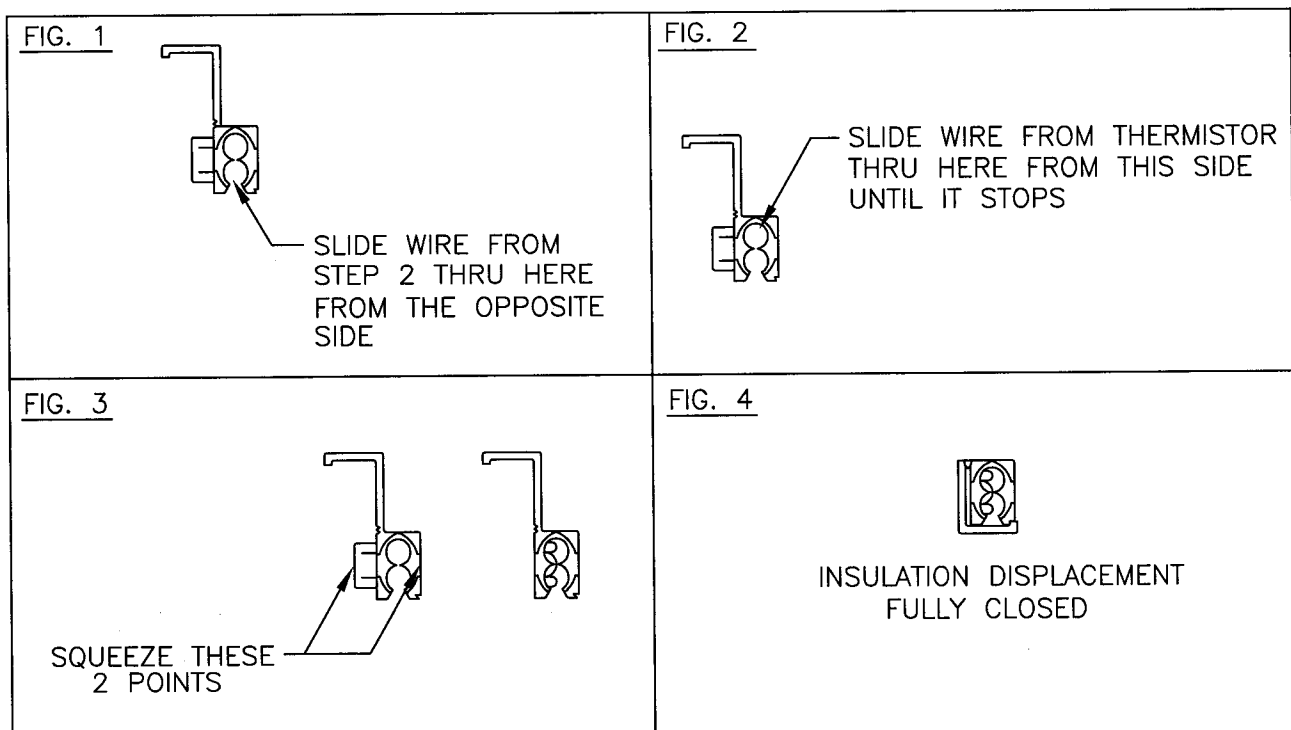 FIG. 1
SLIDE WIRE FROM
STEP 2 THRU HERE
FROM THE OPPOSITE
SIDE
FIG. 2
SLIDE WIRE FROM THERMISTOR
THRU HERE FROM THIS SIDE
UNTIL IT STOPS
FIG. 3
SQUEEZE THESE
2 POINTS
FIG. 4
INSULATION DISPLACEMENT
FULLY CLOSED